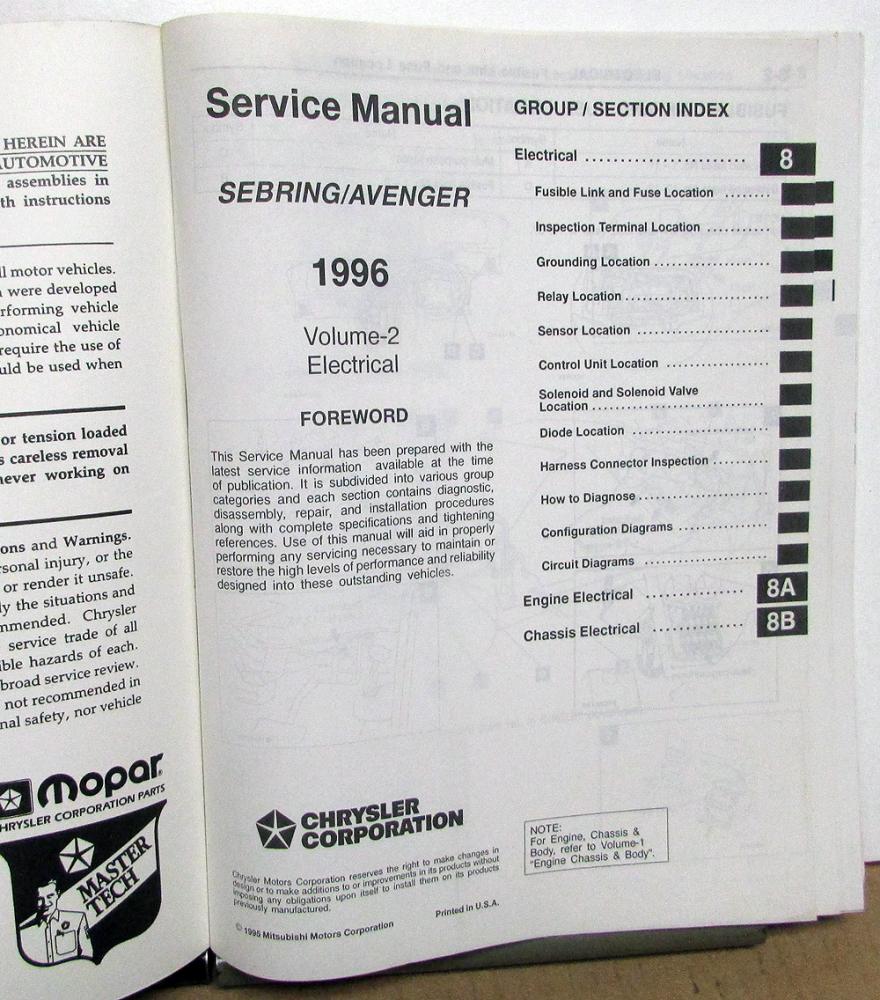 HEREIN ARE
AUTOMOTIVE
assemblies in
th instructions
ll motor vehicles.
were developed
rforming vehicle
onomical vehicle
require the use of
uld be used when
or tension loaded
s careless removal
never working on
ons and Warnings.
rsonal injury, or the
or render it unsafe.
ly the situations and
mmended. Chrysler
service trade of all
ible hazards of each.
broad service review.
not recommended in
nal safety, nor vehicle
mopar®
HRYSLER CORPORATION PARTS
MASTER
TECH
Service Manual
SEBRING/AVENGER
1996
Volume-2
Electrical
FOREWORD
This Service Manual has been prepared with the
latest service information available at the time
of publication. It is subdivided into various group
categories and each section contains diagnostic,
disassembly, repair, and installation procedures
along with complete specifications and tightening
references. Use of this manual will aid in properly
performing any servicing necessary to maintain or
restore the high levels of performance and reliability
designed into these outstanding vehicles.
CHRYSLER
CORPORATION
Chrysler Motors Corporation reserves the right to make changes in
design or to make additions to or improvements in its products without
imposing any obligations upon itself to install them on its products
previously manufactured.
Printed in U.S.A.
© 1995 Mitsubishi Motors Corporation
GROUP / SECTION INDEX
Electrical ........................... 8
Fusible Link and Fuse Location ........
Inspection Terminal Location ...........
Grounding Location ....................
Relay Location .........................
Sensor Location .......................
Control Unit Location ..................
Solenoid and Solenoid Valve
Location ...............................
Diode Location ........................
Harness Connector Inspection ..........
How to Diagnose .......................
Configuration Diagrams ................
Circuit Diagrams ......................
Engine Electrical ................ 8A
Chassis Electrical ............... 8B
NOTE:
For Engine, Chassis &
Body, refer to Volume-1
"Engine Chassis & Body".